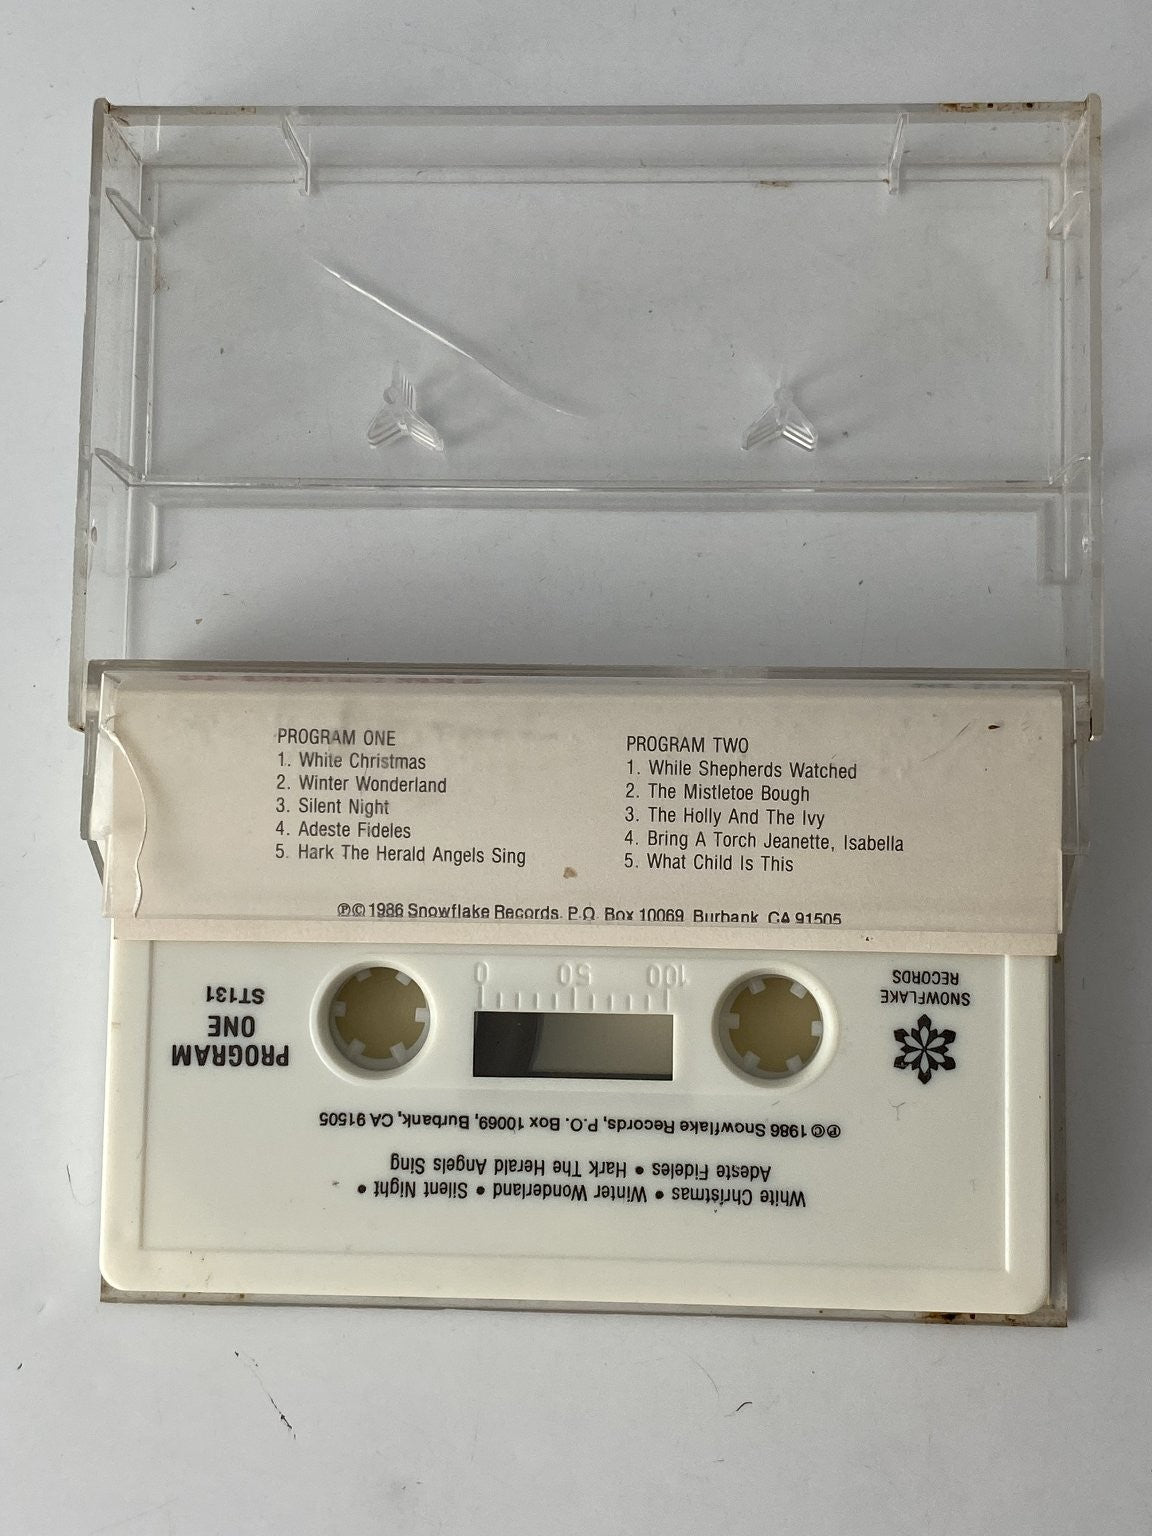 PROGRAM ONE
1. White Christmas
2. Winter Wonderland
3. Silent Night
4. Adeste Fideles
5. Hark The Herald Angels Sing
PROGRAM TWO
1. While Shepherds Watched
2. The Mistletoe Bough
3. The Holly And The Ivy
4. Bring A Torch Jeanette, Isabella
5. What Child Is This
℗© 1986 Snowflake Records, P.O. Box 10069, Burbank, CA 91505
White Christmas • Winter Wonderland • Silent Night •
Adeste Fideles • Hark The Herald Angels Sing
℗© 1986 Snowflake Records, P.O. Box 10069, Burbank, CA 91505
SNOWFLAKE
RECORDS
100 50 0
PROGRAM
ONE
ST131